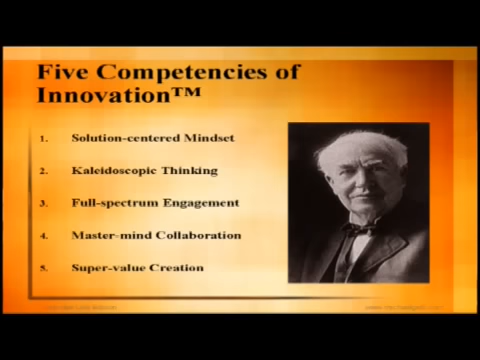 Five Competencies of
Innovation™
1. Solution-centered Mindset
2. Kaleidoscopic Thinking
3. Full-spectrum Engagement
4. Master-mind Collaboration
5. Super-value Creation